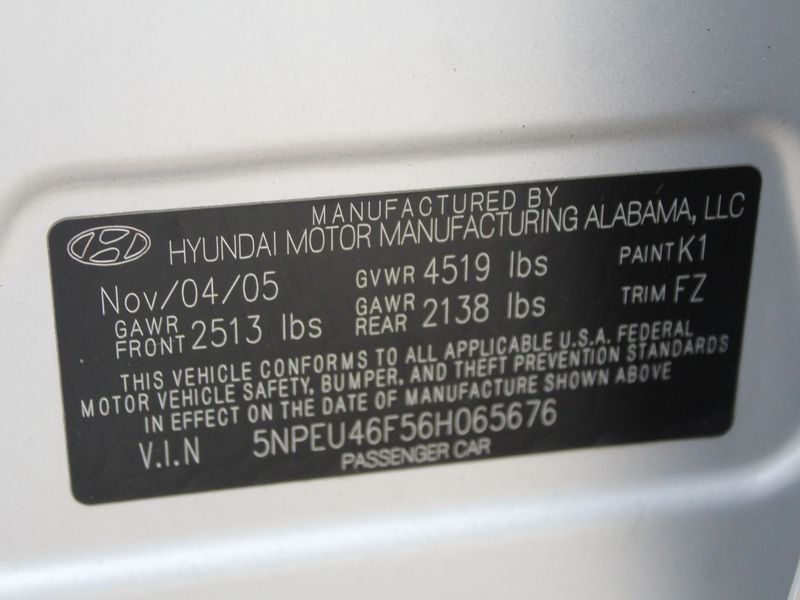 MANUFACTURED BY
HYUNDAI MOTOR MANUFACTURING ALABAMA, LLC
Nov/04/05 GVWR 4519 lbs PAINT K1
GAWR FRONT 2513 lbs GAWR REAR 2138 lbs TRIM FZ
THIS VEHICLE CONFORMS TO ALL APPLICABLE U.S.A. FEDERAL
MOTOR VEHICLE SAFETY, BUMPER, AND THEFT PREVENTION STANDARDS
IN EFFECT ON THE DATE OF MANUFACTURE SHOWN ABOVE
V.I.N 5NPEU46F56H065676
PASSENGER CAR